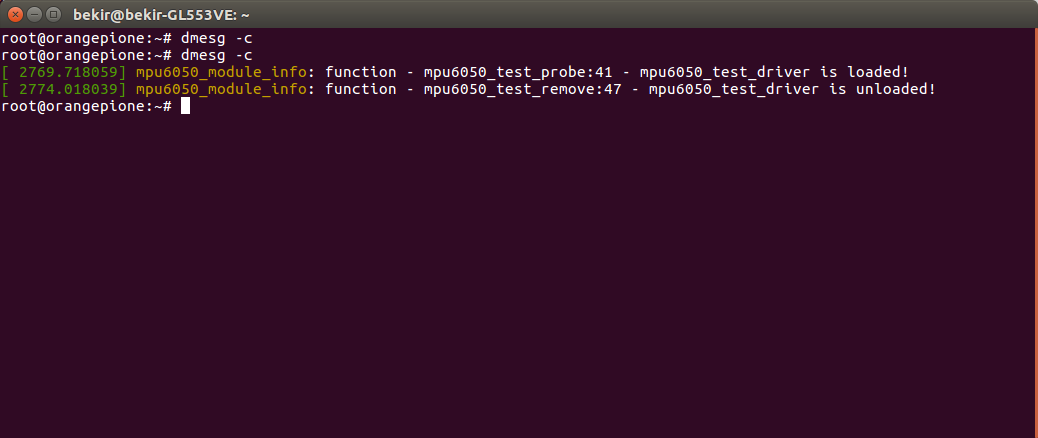 bekir@bekir-GL553VE: ~
root@orangepione:~# dmesg -c
root@orangepione:~# dmesg -c
[ 2769.718059] mpu6050_module_info: function - mpu6050_test_probe:41 - mpu6050_test_driver is loaded!
[ 2774.018039] mpu6050_module_info: function - mpu6050_test_remove:47 - mpu6050_test_driver is unloaded!
root@orangepione:~#